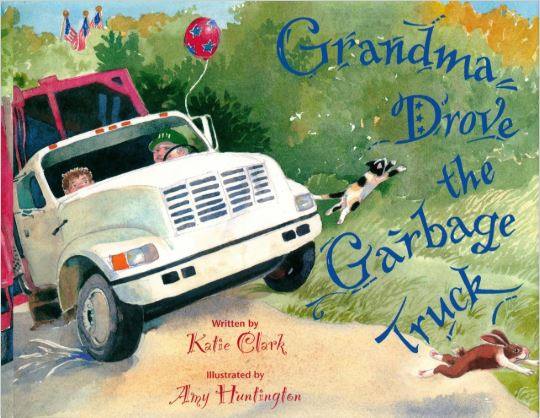 Grandma
Drove
the
Garbage
Truck
Written by
Katie Clark
Illustrated by
Amy Huntington